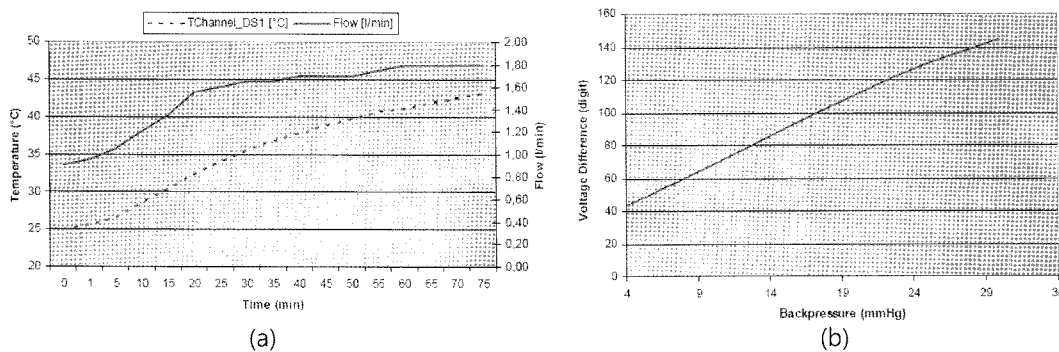 TChannel_DS1 [°C] Flow [l/min]
50
45
40
35
30
25
20
Temperature (°C)
2,00
1,80
1,60
1,40
1,20
1,00
0,80
0,60
0,40
0,20
0,00
Flow (l/min)
0 1 5 10 15 20 30 35 40 50 55 60 65 75
Time (min)
(a)
160
140
120
100
80
60
40
20
0
Voltage Difference (digit)
4 9 14 19 24 29
Backpressure (mmHg)
(b)